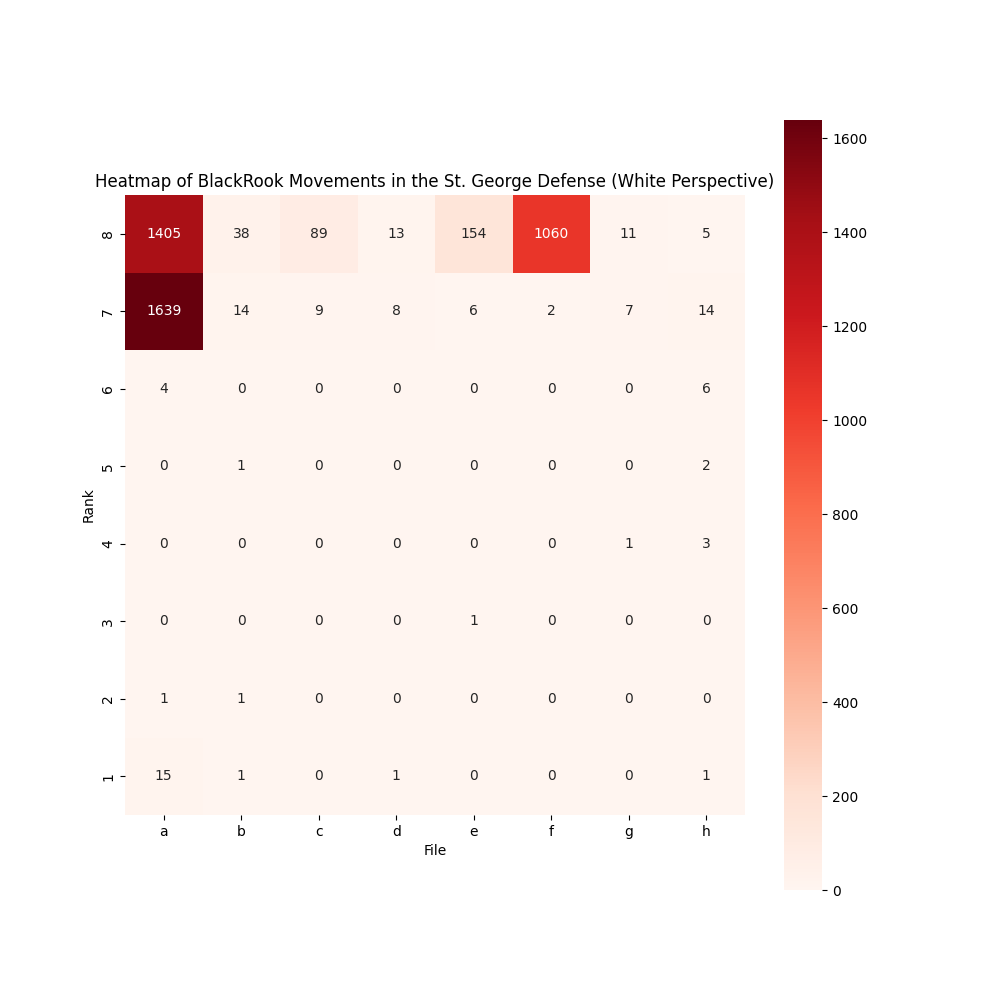 Heatmap of BlackRook Movements in the St. George Defense (White Perspective)
8 1405 38 89 13 154 1060 11 5
7 1639 14 9 8 6 2 7 14
6 4 0 0 0 0 0 0 6
5 0 1 0 0 0 0 0 2
4 0 0 0 0 0 0 1 3
3 0 0 0 0 1 0 0 0
2 1 1 0 0 0 0 0 0
1 15 1 0 1 0 0 0 1
Rank
a b c d e f g h
File
1600
1400
1200
1000
800
600
400
200
0